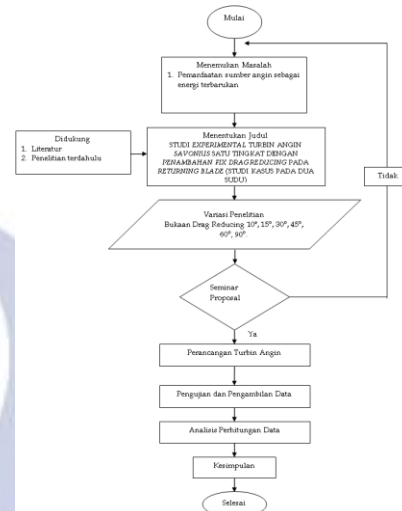 Mulai
Menemukan Masalah
1. Pemanfaatan sumber angin sebagai
energi terbarukan
Didukung
1. Literatur
2. Penelitian terdahulu
Menentukan Judul
STUDI EXPERIMENTAL TURBIN ANGIN
SAVONIUS SATU TINGKAT DENGAN
PENAMBAHAN FIX DRAG REDUCING PADA
RETURNING BLADE (STUDI KASUS PADA DUA
SUDU)
Tidak
Variasi Penelitian
Bukaan Drag Reducing 10°, 15°, 30°, 45°,
60°, 90°.
Seminar
Proposal
Ya
Perancangan Turbin Angin
Pengujian dan Pengambilan Data
Analisis Perhitungan Data
Kesimpulan
Selesai